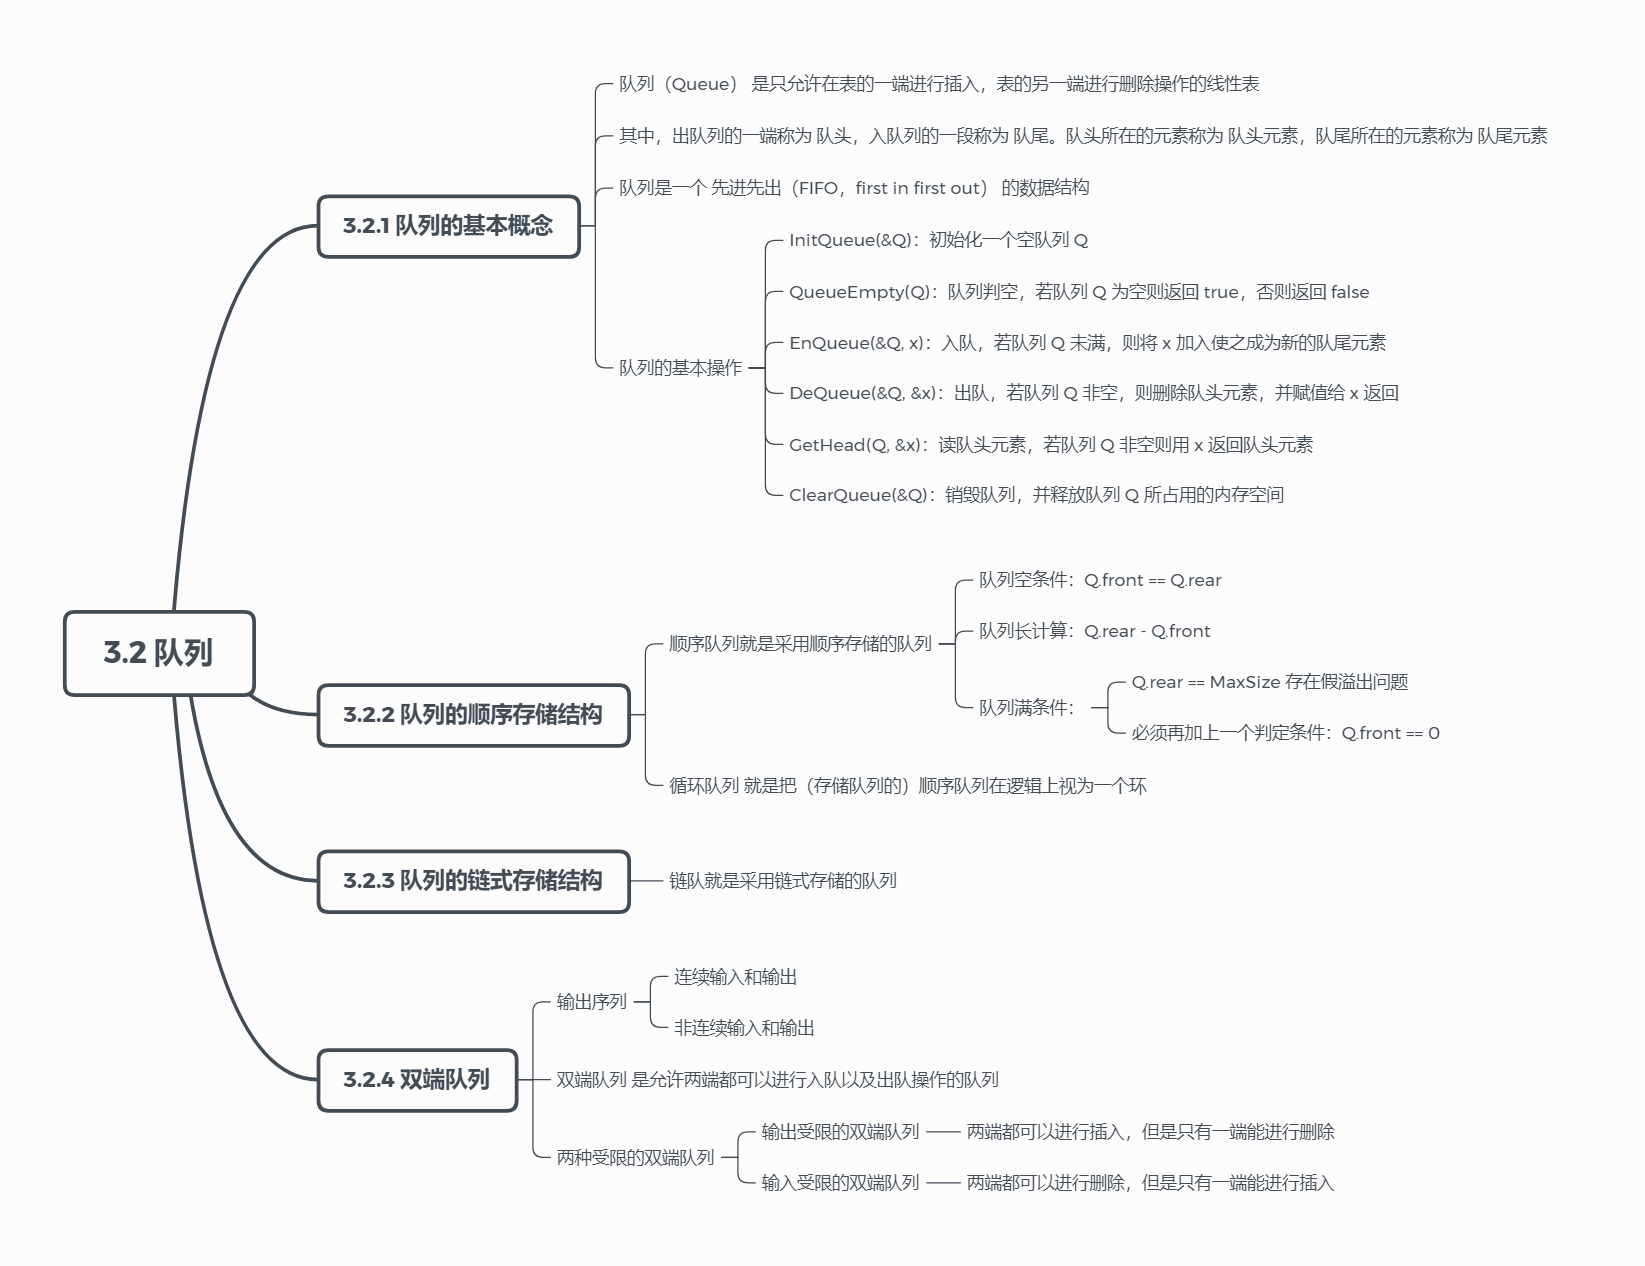 3.2 队列
3.2.1 队列的基本概念
队列（Queue） 是只允许在表的一端进行插入，表的另一端进行删除操作的线性表
其中，出队列的一端称为 队头，入队列的一段称为 队尾。队头所在的元素称为 队头元素，队尾所在的元素称为 队尾元素
队列是一个 先进先出（FIFO，first in first out） 的数据结构
队列的基本操作
InitQueue(&Q)：初始化一个空队列 Q
QueueEmpty(Q)：队列判空，若队列 Q 为空则返回 true，否则返回 false
EnQueue(&Q, x)：入队，若队列 Q 未满，则将 x 加入使之成为新的队尾元素
DeQueue(&Q, &x)：出队，若队列 Q 非空，则删除队头元素，并赋值给 x 返回
GetHead(Q, &x)：读队头元素，若队列 Q 非空则用 x 返回队头元素
ClearQueue(&Q)：销毁队列，并释放队列 Q 所占用的内存空间
3.2.2 队列的顺序存储结构
顺序队列就是采用顺序存储的队列
队列空条件：Q.front == Q.rear
队列长计算：Q.rear - Q.front
队列满条件：
Q.rear == MaxSize 存在假溢出问题
必须再加上一个判定条件：Q.front == 0
循环队列 就是把（存储队列的）顺序队列在逻辑上视为一个环
3.2.3 队列的链式存储结构
链队就是采用链式存储的队列
3.2.4 双端队列
输出序列
连续输入和输出
非连续输入和输出
双端队列 是允许两端都可以进行入队以及出队操作的队列
两种受限的双端队列
输出受限的双端队列
两端都可以进行插入，但是只有一端能进行删除
输入受限的双端队列
两端都可以进行删除，但是只有一端能进行插入